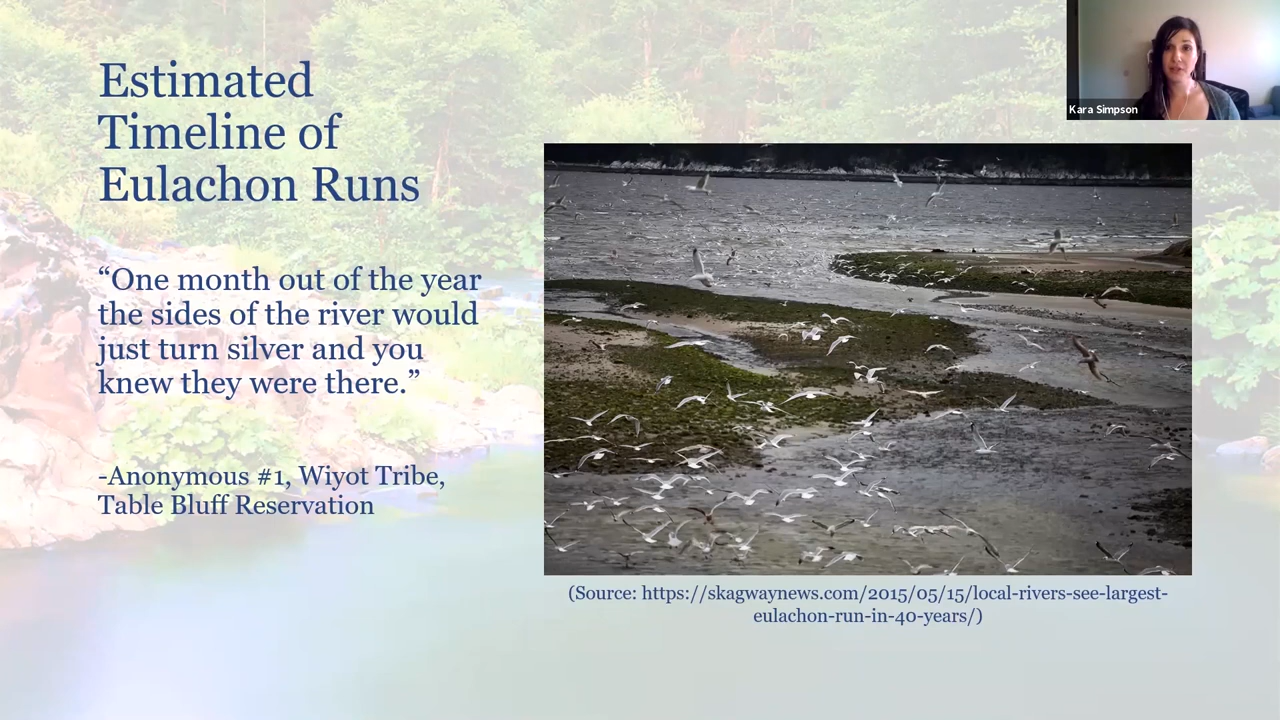 Estimated
Timeline of
Eulachon Runs
“One month out of the year
the sides of the river would
just turn silver and you
knew they were there.”
-Anonymous #1, Wiyot Tribe,
Table Bluff Reservation
Kara Simpson
(Source: https://skagwaynews.com/2015/05/15/local-rivers-see-largest-
eulachon-run-in-40-years/)